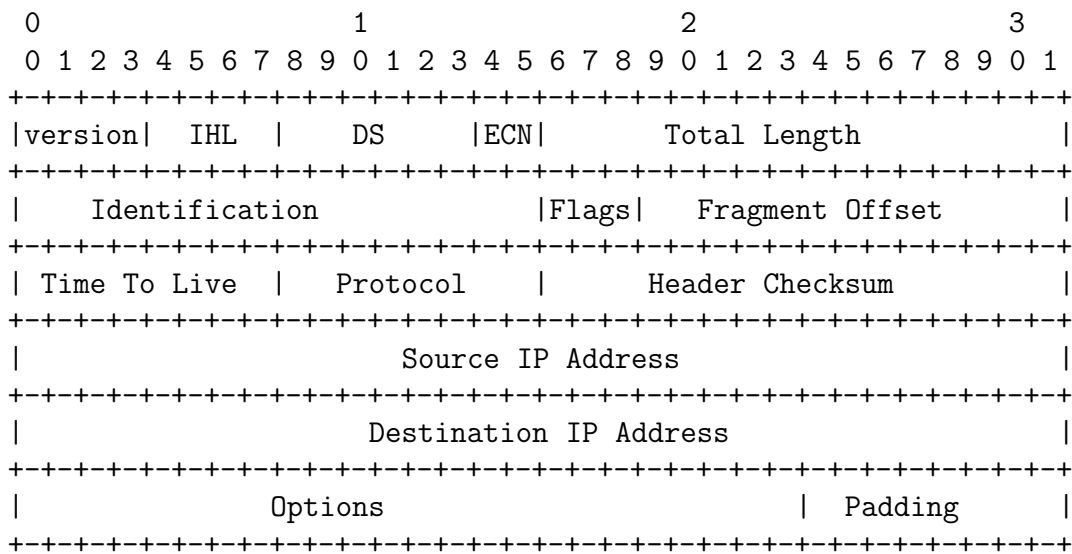 0                   1                   2                   3
 0 1 2 3 4 5 6 7 8 9 0 1 2 3 4 5 6 7 8 9 0 1 2 3 4 5 6 7 8 9 0 1
+-+-+-+-+-+-+-+-+-+-+-+-+-+-+-+-+-+-+-+-+-+-+-+-+-+-+-+-+-+-+-+-+
|version|  IHL  |    DS     |ECN|       Total Length            |
+-+-+-+-+-+-+-+-+-+-+-+-+-+-+-+-+-+-+-+-+-+-+-+-+-+-+-+-+-+-+-+-+
|    Identification             |Flags|   Fragment Offset       |
+-+-+-+-+-+-+-+-+-+-+-+-+-+-+-+-+-+-+-+-+-+-+-+-+-+-+-+-+-+-+-+-+
| Time To Live  |   Protocol    |      Header Checksum          |
+-+-+-+-+-+-+-+-+-+-+-+-+-+-+-+-+-+-+-+-+-+-+-+-+-+-+-+-+-+-+-+-+
|                       Source IP Address                       |
+-+-+-+-+-+-+-+-+-+-+-+-+-+-+-+-+-+-+-+-+-+-+-+-+-+-+-+-+-+-+-+-+
|                     Destination IP Address                    |
+-+-+-+-+-+-+-+-+-+-+-+-+-+-+-+-+-+-+-+-+-+-+-+-+-+-+-+-+-+-+-+-+
|               Options                         |  Padding      |
+-+-+-+-+-+-+-+-+-+-+-+-+-+-+-+-+-+-+-+-+-+-+-+-+-+-+-+-+-+-+-+-+